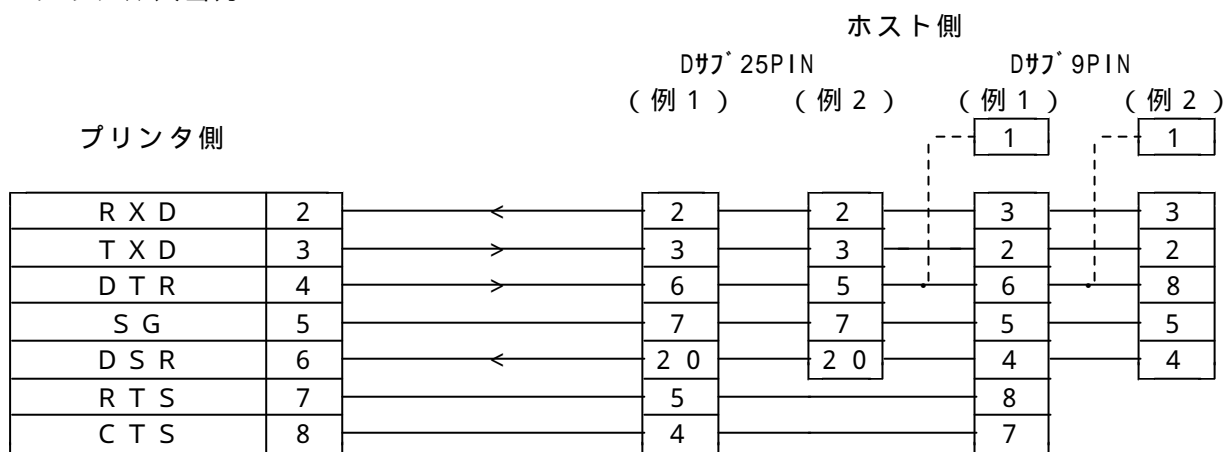 ホスト側
Dｻﾌﾞ25PIN Dｻﾌﾞ9PIN
(例1) (例2) (例1) (例2)
プリンタ側 1 1
RXD 2 2 2 3 3
TXD 3 3 3 2 2
DTR 4 6 5 6 8
SG 5 7 7 5 5
DSR 6 20 20 4 4
RTS 7 5 8
CTS 8 4 7